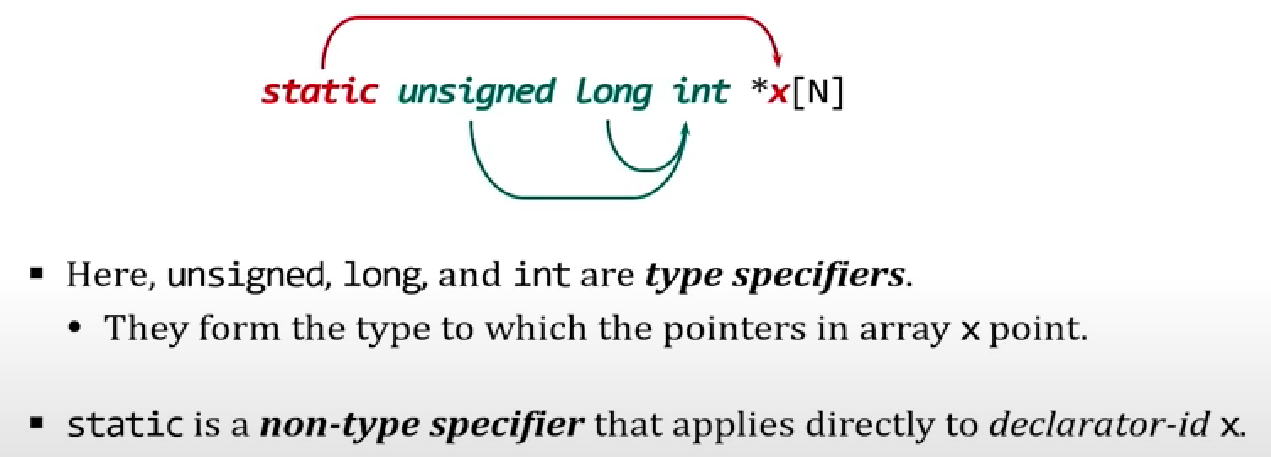 static unsigned long int *x[N]
▪ Here, unsigned, long, and int are type specifiers.
• They form the type to which the pointers in array x point.
▪ static is a non-type specifier that applies directly to declarator-id x.